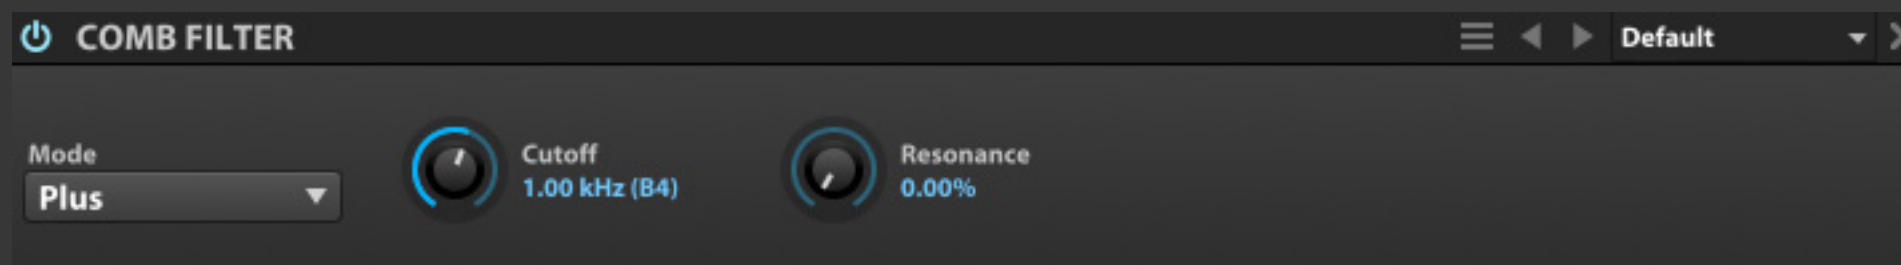 COMB FILTER
Default
Mode
Plus
Cutoff
1.00 kHz (B4)
Resonance
0.00%